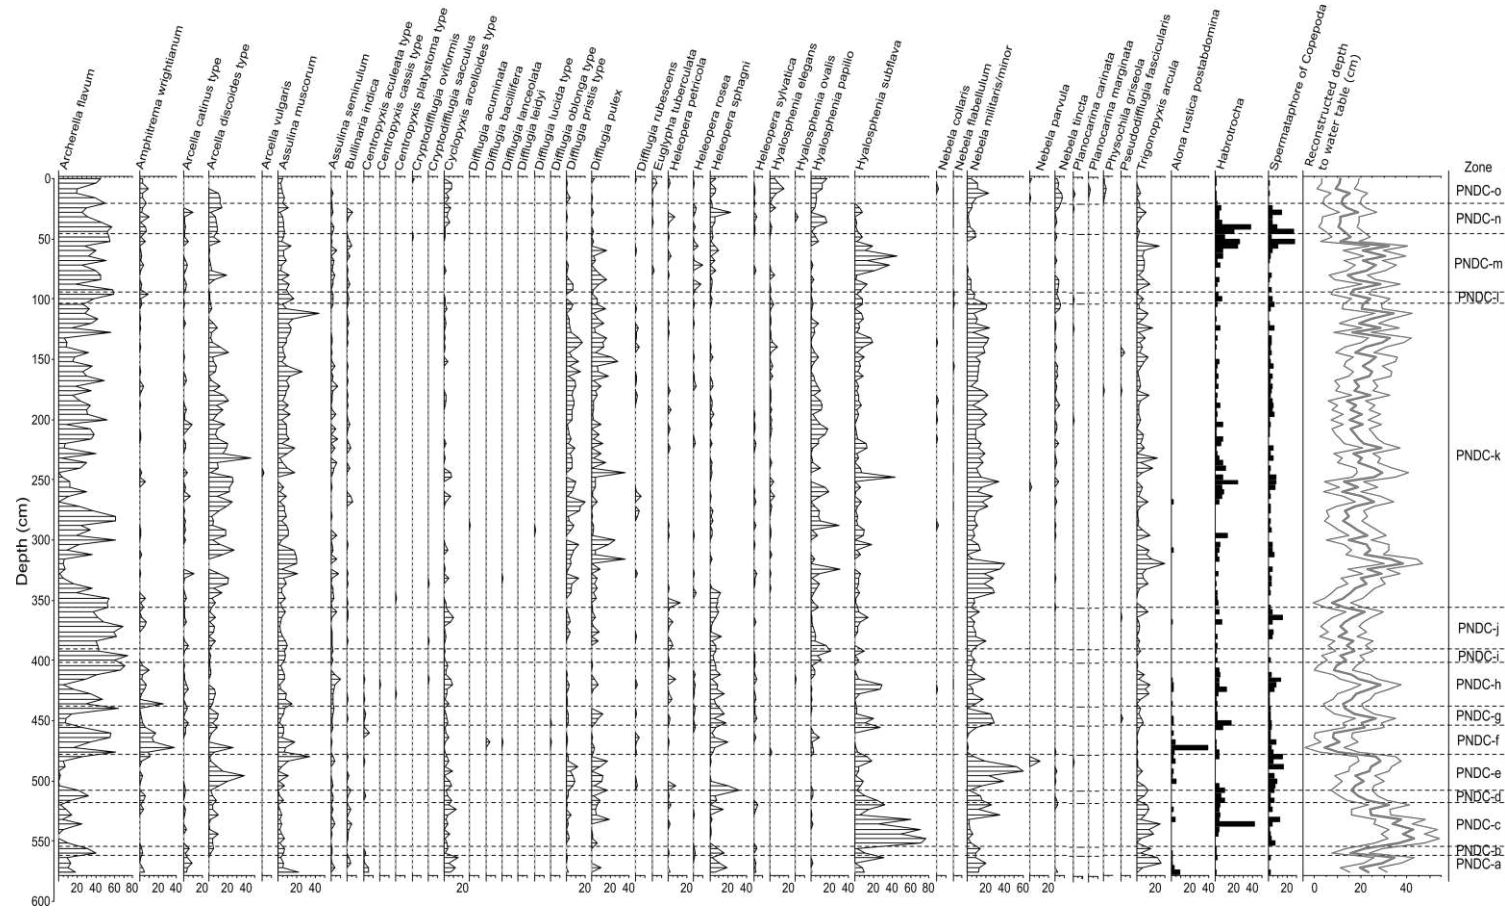 Archerella flavum
Amphitrema wrightianum
Arcella catinus type
Arcella discoides type
Arcella vulgaris
Assulina muscorum
Assulina seminulum
Bullinaria indica
Centropyxis aculeata type
Centropyxis cassis type
Centropyxis platystoma type
Cryptodifflugia oviformis
Cryptodifflugia sacculus
Cyclopyxis arcelloides type
Difflugia acuminata
Difflugia bacillifera
Difflugia lanceolata
Difflugia leidyi
Difflugia lucida type
Difflugia oblonga type
Difflugia pristis type
Difflugia pulex
Difflugia rubescens
Euglypha tuberculata
Heleopera petricola
Heleopera rosea
Heleopera sphagni
Heleopera sylvatica
Hyalosphenia elegans
Hyalosphenia ovalis
Hyalosphenia papilio
Hyalosphenia subflava
Nebela collaris
Nebela flabellulum
Nebela militaris/minor
Nebela parvula
Nebela tincta
Planocarina carinata
Planocarina marginata
Physochila griseola
Pseudodifflugia fascicularis
Trigonopyxis arcula
Alona rustica postabdomina
Habrotrocha
Spermataphore of Copepoda
Reconstructed depth
to water table (cm)
Zone
Depth (cm)
0
50
100
150
200
250
300
350
400
450
500
550
600
PNDC-o
PNDC-n
PNDC-m
PNDC-l
PNDC-k
PNDC-j
PNDC-i
PNDC-h
PNDC-g
PNDC-f
PNDC-e
PNDC-d
PNDC-c
PNDC-b
PNDC-a
20 40 60 80
20 40
20
20 40
20 40
20
20 40
20
20 40
20 40 60 80
20 40 60
20
20 40
20 40
20
0 20 40